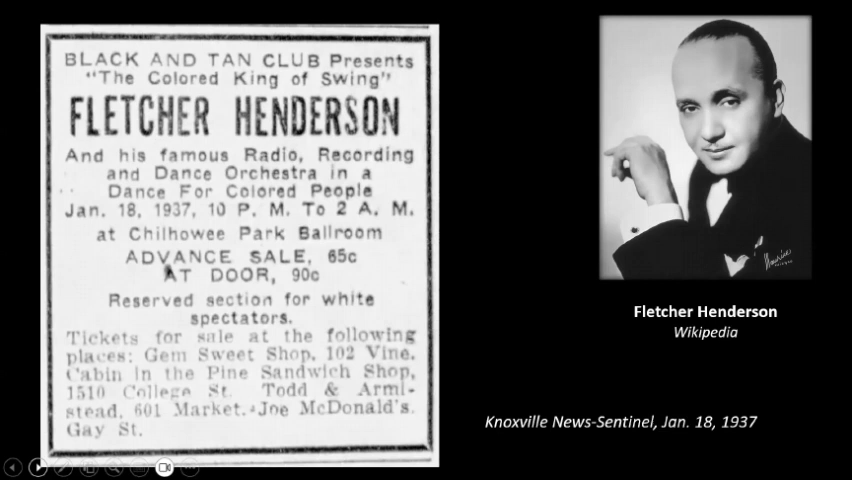 BLACK AND TAN CLUB Presents
"The Colored King of Swing"
FLETCHER HENDERSON
And his famous Radio, Recording
and Dance Orchestra in a
Dance For Colored People
Jan. 18, 1937, 10 P. M. To 2 A. M.
at Chilhowee Park Ballroom
ADVANCE SALE, 65c
AT DOOR, 90c
Reserved section for white
spectators.
Tickets for sale at the following
places: Gem Sweet Shop, 102 Vine.
Cabin in the Pine Sandwich Shop,
1510 College St. Todd & Armi-
stead, 601 Market. Joe McDonald's.
Gay St.
Fletcher Henderson
Wikipedia
Knoxville News-Sentinel, Jan. 18, 1937